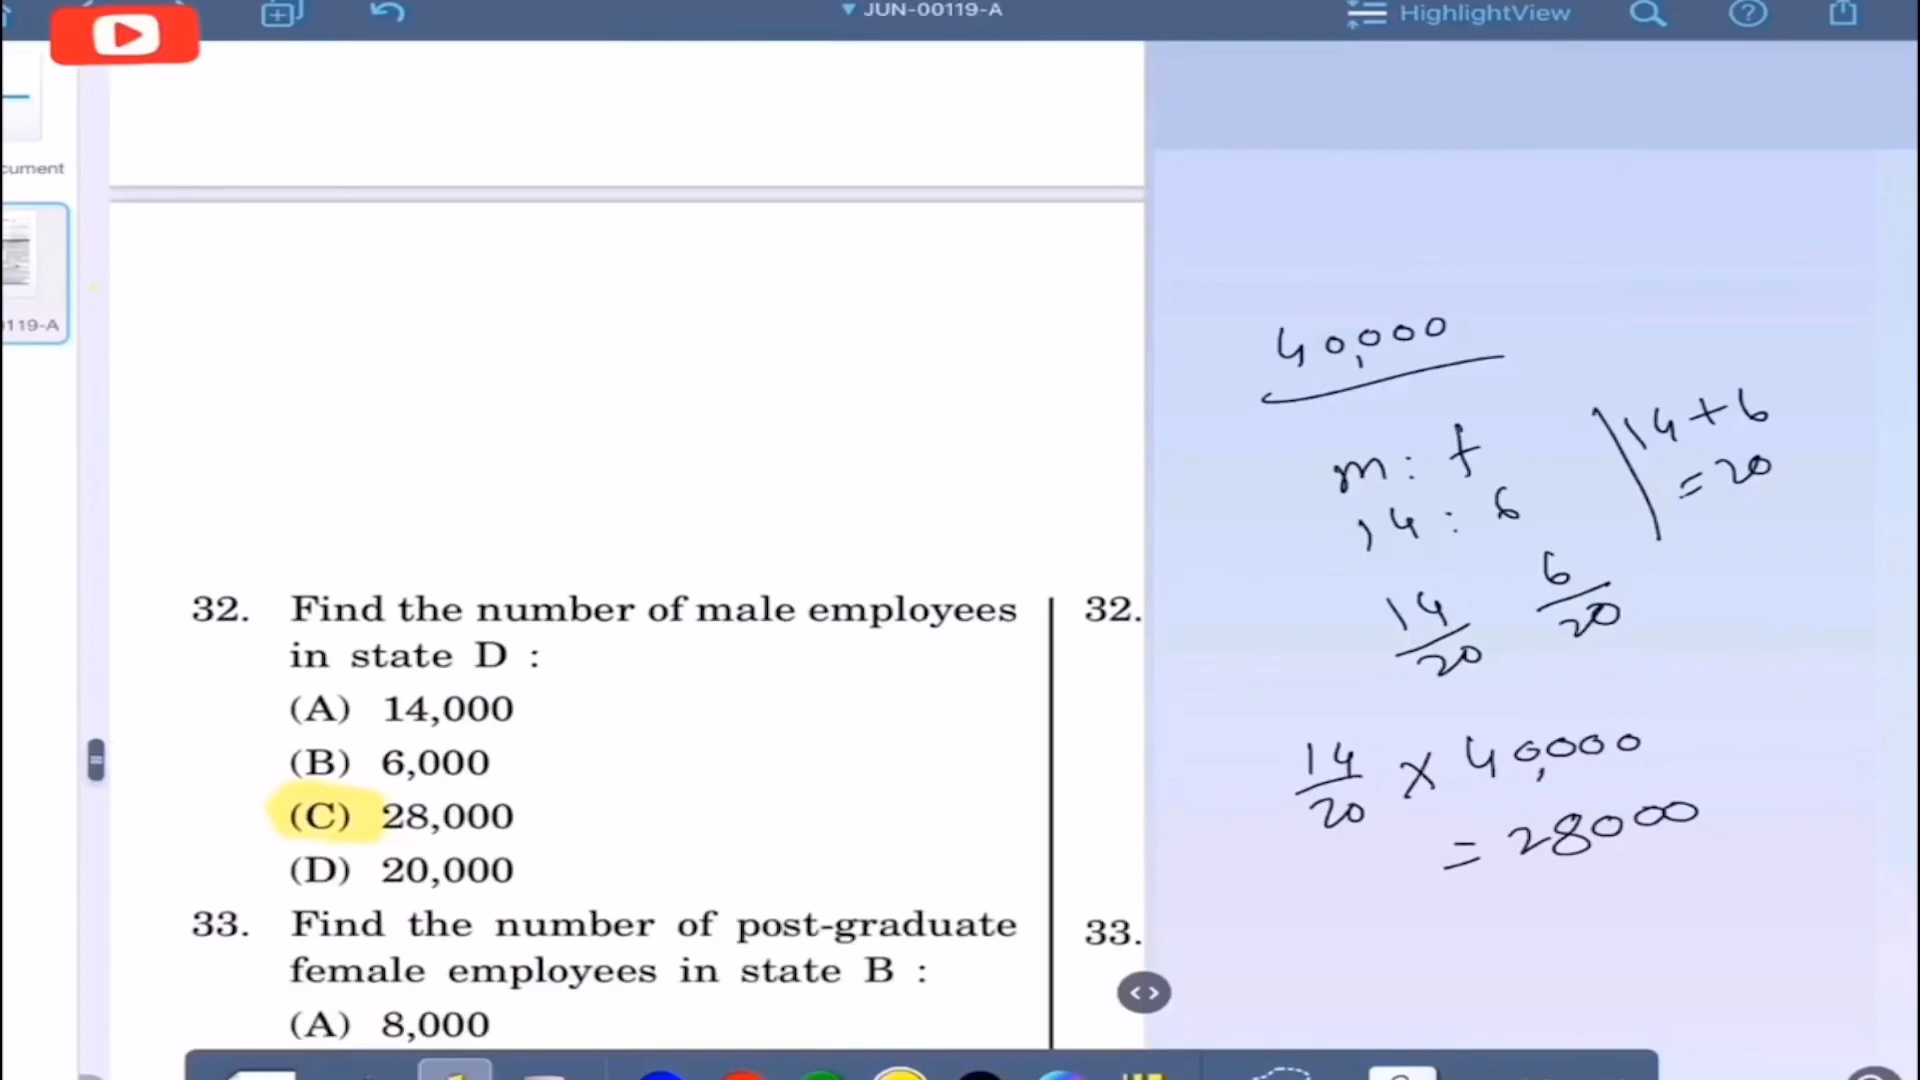 JUN-00119-A
HighlightView
cument
119-A
32. Find the number of male employees
in state D :
(A) 14,000
(B) 6,000
(C) 28,000
(D) 20,000
33. Find the number of post-graduate
female employees in state B :
(A) 8,000
32.
33.
40,000
m : f
14 : 6
14 + 6
= 20
14/20 6/20
14/20 × 40,000
= 28000